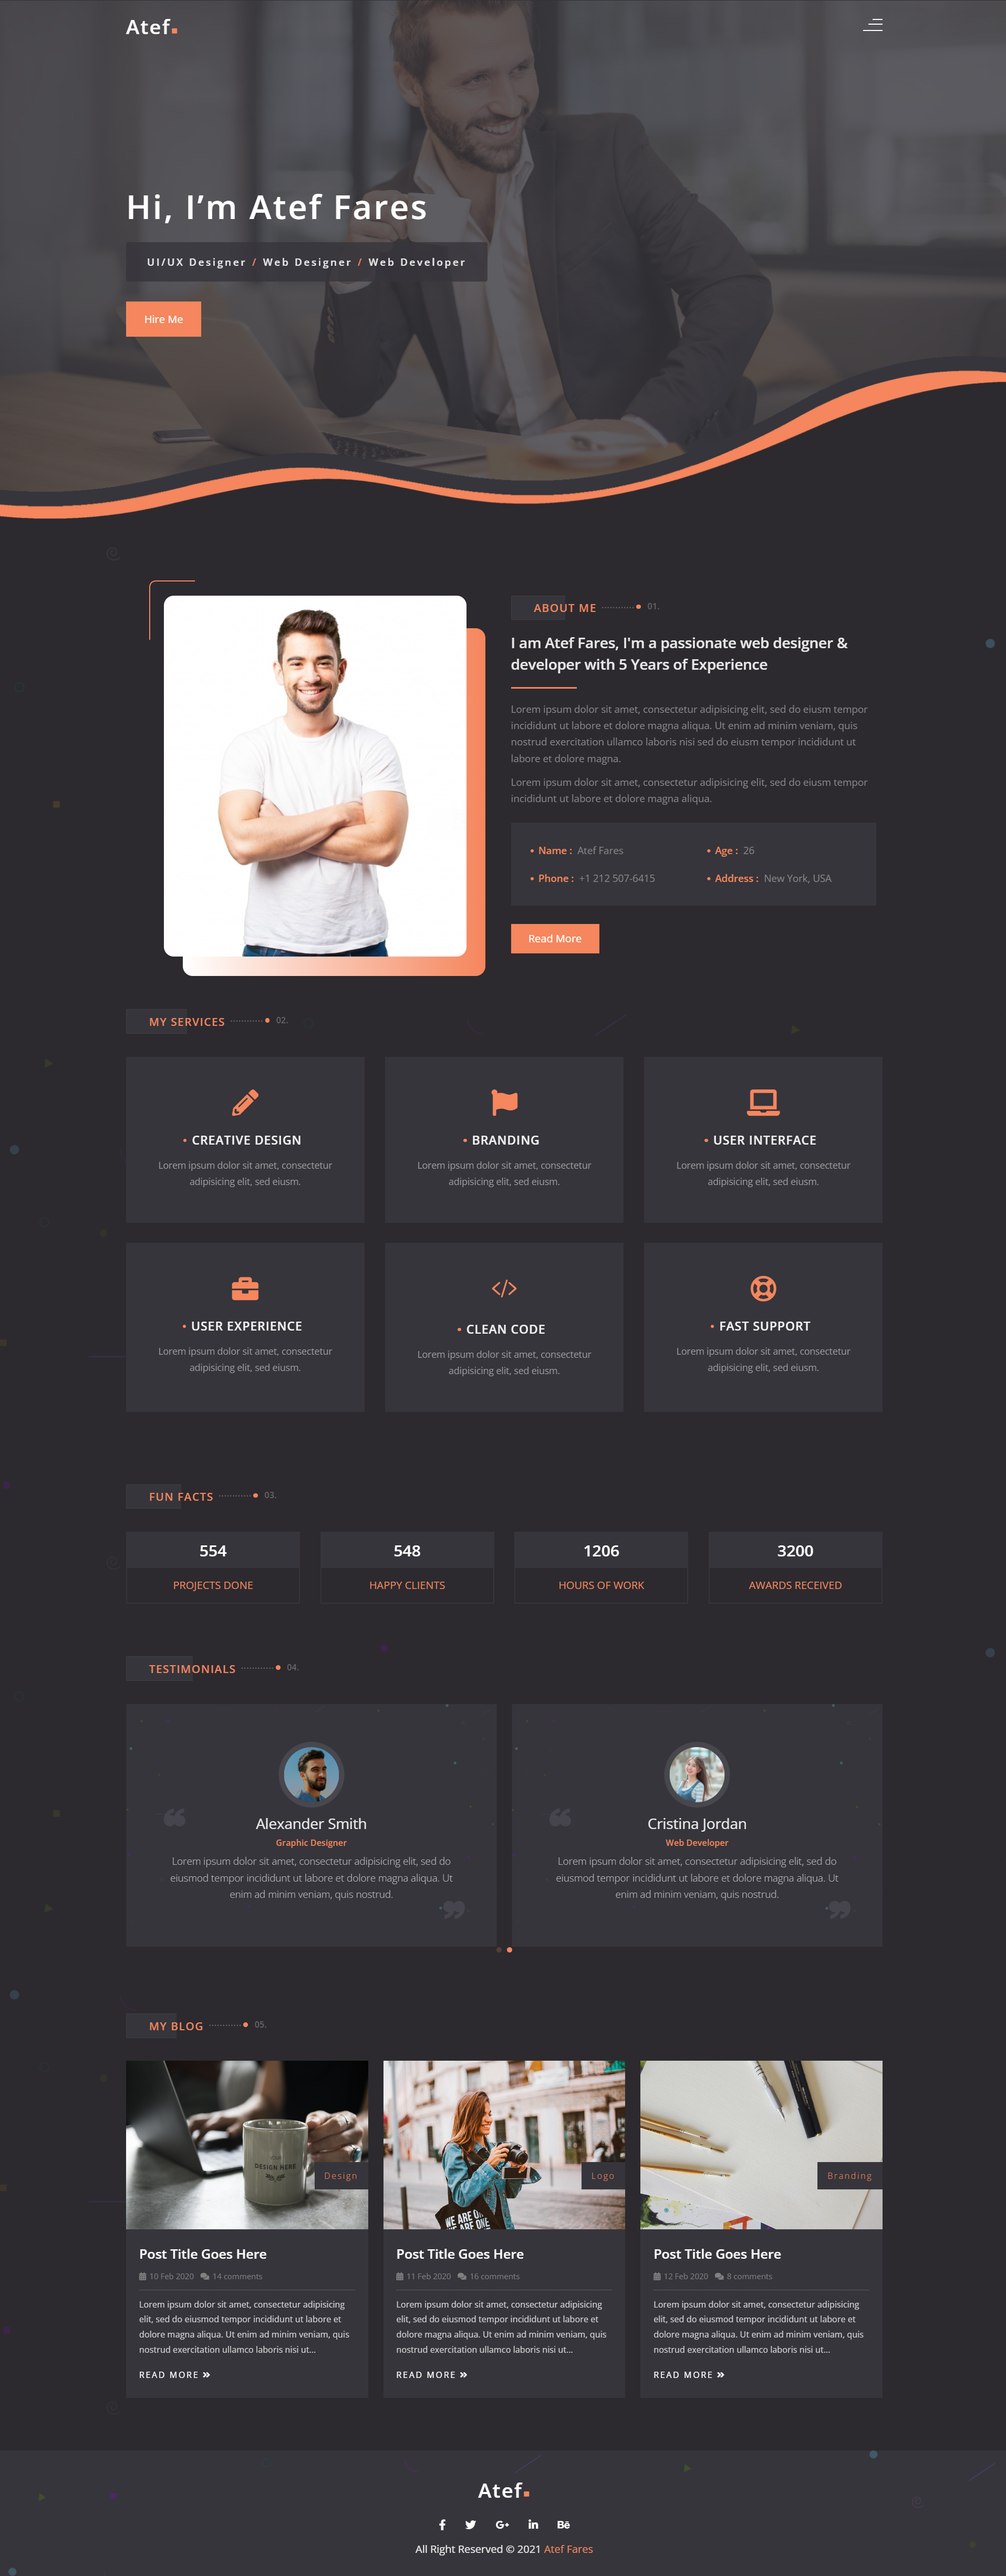 Atef.
Hi, I’m Atef Fares
UI/UX Designer / Web Designer / Web Developer
Hire Me
ABOUT ME 01.
I am Atef Fares, I'm a passionate web designer &
developer with 5 Years of Experience
Lorem ipsum dolor sit amet, consectetur adipisicing elit, sed do eiusm tempor
incididunt ut labore et dolore magna aliqua. Ut enim ad minim veniam, quis
nostrud exercitation ullamco laboris nisi sed do eiusm tempor incididunt ut
labore et dolore magna.
Lorem ipsum dolor sit amet, consectetur adipisicing elit, sed do eiusm tempor
incididunt ut labore et dolore magna aliqua.
Name : Atef Fares
Age : 26
Phone : +1 212 507-6415
Address : New York, USA
Read More
MY SERVICES 02.
CREATIVE DESIGN
Lorem ipsum dolor sit amet, consectetur
adipisicing elit, sed eiusm.
BRANDING
Lorem ipsum dolor sit amet, consectetur
adipisicing elit, sed eiusm.
USER INTERFACE
Lorem ipsum dolor sit amet, consectetur
adipisicing elit, sed eiusm.
USER EXPERIENCE
Lorem ipsum dolor sit amet, consectetur
adipisicing elit, sed eiusm.
CLEAN CODE
Lorem ipsum dolor sit amet, consectetur
adipisicing elit, sed eiusm.
FAST SUPPORT
Lorem ipsum dolor sit amet, consectetur
adipisicing elit, sed eiusm.
FUN FACTS 03.
554
PROJECTS DONE
548
HAPPY CLIENTS
1206
HOURS OF WORK
3200
AWARDS RECEIVED
TESTIMONIALS 04.
Alexander Smith
Graphic Designer
Lorem ipsum dolor sit amet, consectetur adipisicing elit, sed do
eiusmod tempor incididunt ut labore et dolore magna aliqua. Ut
enim ad minim veniam, quis nostrud.
Cristina Jordan
Web Developer
Lorem ipsum dolor sit amet, consectetur adipisicing elit, sed do
eiusmod tempor incididunt ut labore et dolore magna aliqua. Ut
enim ad minim veniam, quis nostrud.
MY BLOG 05.
DESIGN HERE
Design
Post Title Goes Here
10 Feb 2020 14 comments
Lorem ipsum dolor sit amet, consectetur adipisicing
elit, sed do eiusmod tempor incididunt ut labore et
dolore magna aliqua. Ut enim ad minim veniam, quis
nostrud exercitation ullamco laboris nisi ut...
READ MORE »
WE ARE ON
E ARE ONE
Logo
Post Title Goes Here
11 Feb 2020 16 comments
Lorem ipsum dolor sit amet, consectetur adipisicing
elit, sed do eiusmod tempor incididunt ut labore et
dolore magna aliqua. Ut enim ad minim veniam, quis
nostrud exercitation ullamco laboris nisi ut...
READ MORE »
Branding
Post Title Goes Here
12 Feb 2020 8 comments
Lorem ipsum dolor sit amet, consectetur adipisicing
elit, sed do eiusmod tempor incididunt ut labore et
dolore magna aliqua. Ut enim ad minim veniam, quis
nostrud exercitation ullamco laboris nisi ut...
READ MORE »
Atef.
All Right Reserved © 2021 Atef Fares